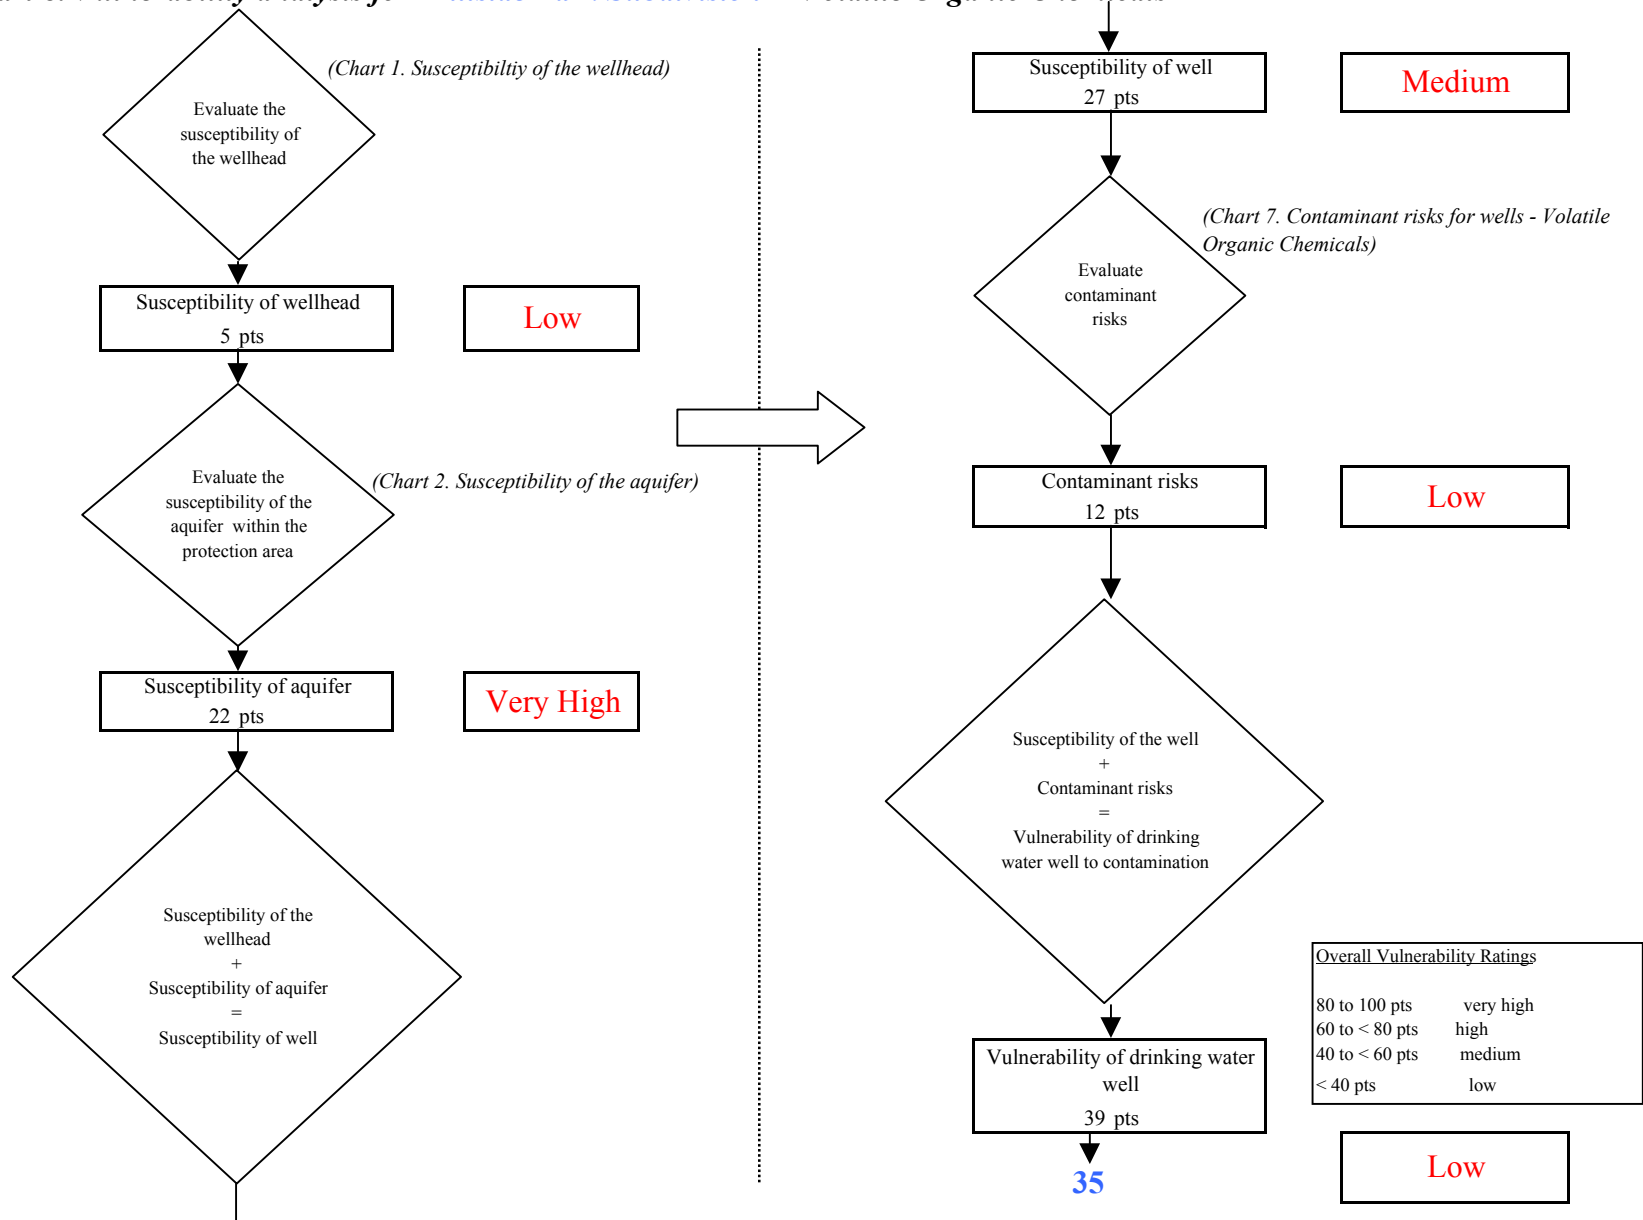 (Chart 1. Susceptibiltiy of the wellhead)
Evaluate the
susceptibility of
the wellhead
Susceptibility of wellhead
5 pts
Low
Evaluate the
susceptibility of the
aquifer within the
protection area
(Chart 2. Susceptibility of the aquifer)
Susceptibility of aquifer
22 pts
Very High
Susceptibility of the
wellhead
+
Susceptibility of aquifer
=
Susceptibility of well
Susceptibility of well
27 pts
Medium
(Chart 7. Contaminant risks for wells - Volatile
Organic Chemicals)
Evaluate
contaminant
risks
Contaminant risks
12 pts
Low
Susceptibility of the well
+
Contaminant risks
=
Vulnerability of drinking
water well to contamination
Overall Vulnerability Ratings
80 to 100 pts very high
60 to < 80 pts high
40 to < 60 pts medium
< 40 pts low
Vulnerability of drinking water
well
39 pts
35
Low